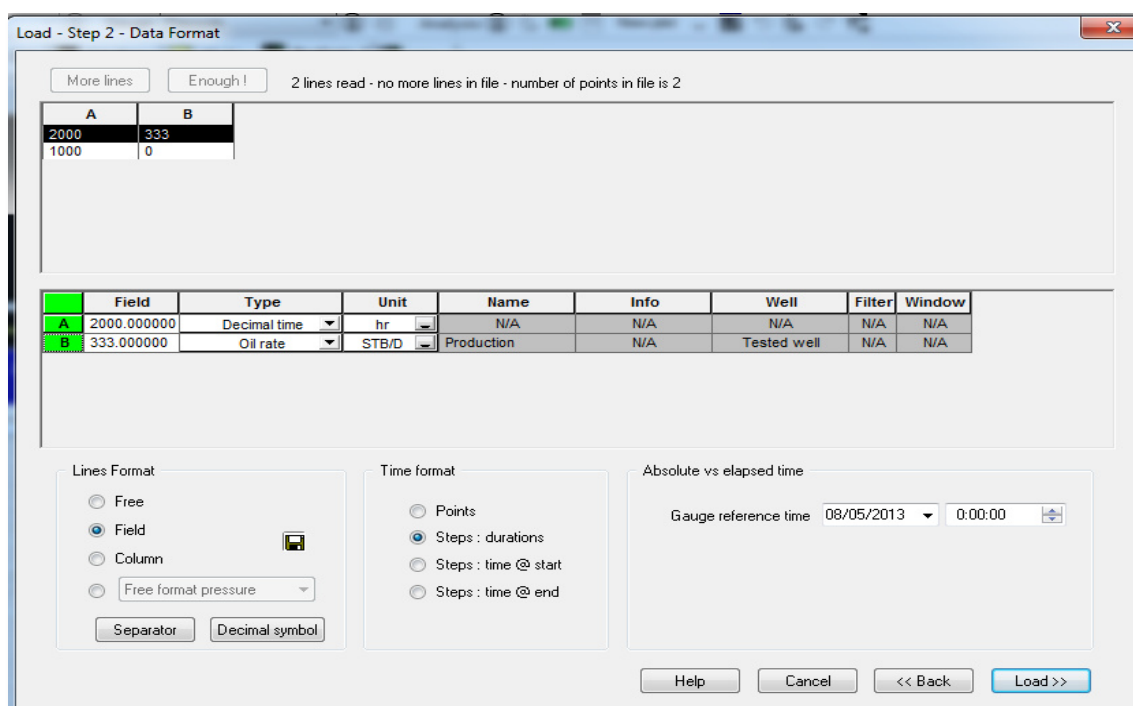 Load - Step 2 - Data Format
More lines Enough ! 2 lines read - no more lines in file - number of points in file is 2
A B
2000 333
1000 0
Field Type Unit Name Info Well Filter Window
A 2000.000000 Decimal time hr N/A N/A N/A N/A N/A
B 333.000000 Oil rate STB/D Production N/A Tested well N/A N/A
Lines Format Time format Absolute vs elapsed time
Free
Points
Gauge reference time 08/05/2013 0:00:00
Field
Steps : durations
Column
Steps : time @ start
Free format pressure
Steps : time @ end
Separator Decimal symbol
Help Cancel << Back Load >>